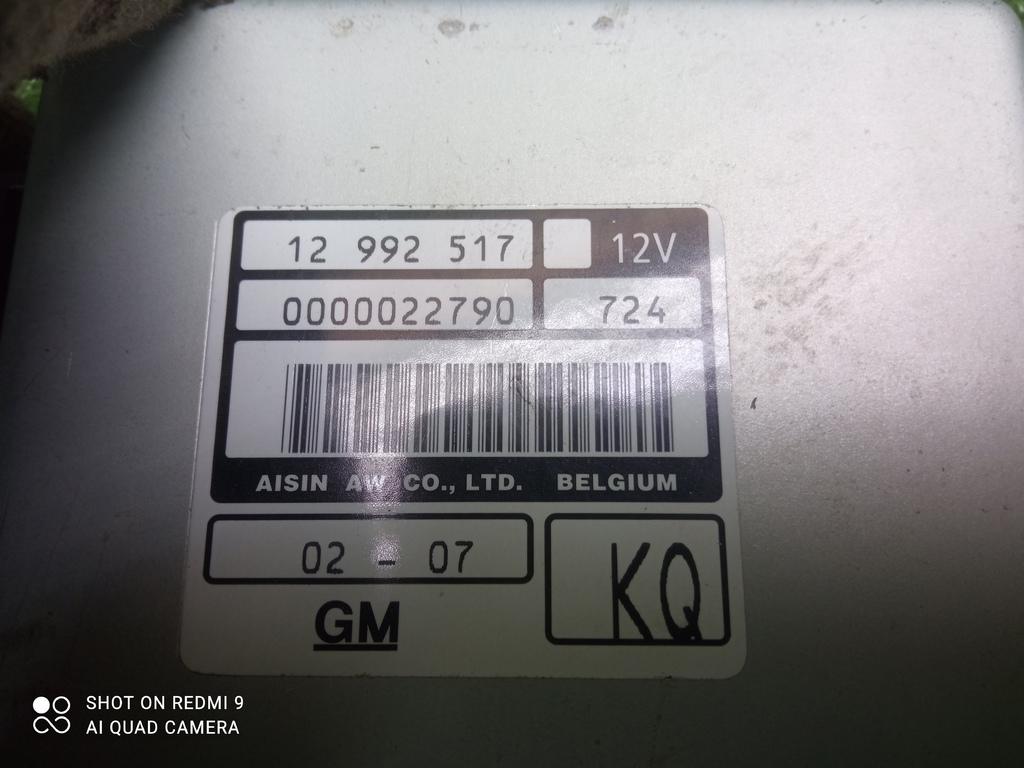 12 992 517 12V
0000022790 724
AISIN AW CO., LTD. BELGIUM
02 - 07
KQ
GM
SHOT ON REDMI 9
AI QUAD CAMERA